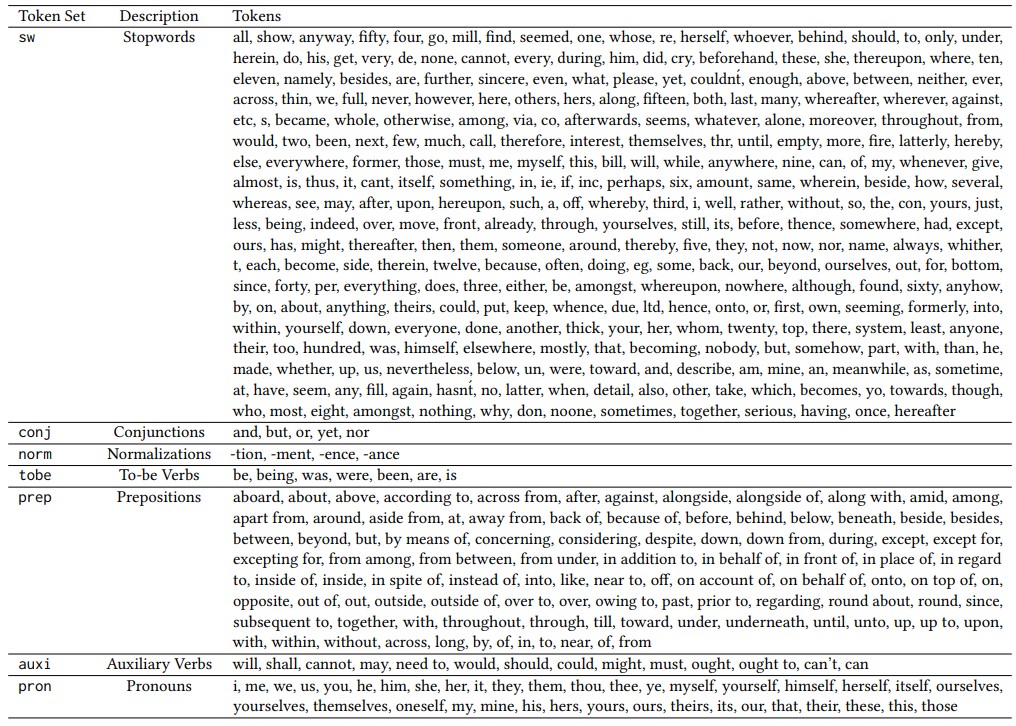 Token Set Description Tokens
sw Stopwords all, show, anyway, fifty, four, go, mill, find, seemed, one, whose, re, herself, whoever, behind, should, to, only, under,
herein, do, his, get, very, de, none, cannot, every, during, him, did, cry, beforehand, these, she, thereupon, where, ten,
eleven, namely, besides, are, further, sincere, even, what, please, yet, couldnt́, enough, above, between, neither, ever,
across, thin, we, full, never, however, here, others, hers, along, fifteen, both, last, many, whereafter, wherever, against,
etc, s, became, whole, otherwise, among, via, co, afterwards, seems, whatever, alone, moreover, throughout, from,
would, two, been, next, few, much, call, therefore, interest, themselves, thr, until, empty, more, fire, latterly, hereby,
else, everywhere, former, those, must, me, myself, this, bill, will, while, anywhere, nine, can, of, my, whenever, give,
almost, is, thus, it, cant, itself, something, in, ie, if, inc, perhaps, six, amount, same, wherein, beside, how, several,
whereas, see, may, after, upon, hereupon, such, a, off, whereby, third, i, well, rather, without, so, the, con, yours, just,
less, being, indeed, over, move, front, already, through, yourselves, still, its, before, thence, somewhere, had, except,
ours, has, might, thereafter, then, them, someone, around, thereby, five, they, not, now, nor, name, always, whither,
t, each, become, side, therein, twelve, because, often, doing, eg, some, back, our, beyond, ourselves, out, for, bottom,
since, forty, per, everything, does, three, either, be, amongst, whereupon, nowhere, although, found, sixty, anyhow,
by, on, about, anything, theirs, could, put, keep, whence, due, ltd, hence, onto, or, first, own, seeming, formerly, into,
within, yourself, down, everyone, done, another, thick, your, her, whom, twenty, top, there, system, least, anyone,
their, too, hundred, was, himself, elsewhere, mostly, that, becoming, nobody, but, somehow, part, with, than, he,
made, whether, up, us, nevertheless, below, un, were, toward, and, describe, am, mine, an, meanwhile, as, sometime,
at, have, seem, any, fill, again, hasnt́, no, latter, when, detail, also, other, take, which, becomes, yo, towards, though,
who, most, eight, amongst, nothing, why, don, noone, sometimes, together, serious, having, once, hereafter
conj Conjunctions and, but, or, yet, nor
norm Normalizations -tion, -ment, -ence, -ance
tobe To-be Verbs be, being, was, were, been, are, is
prep Prepositions aboard, about, above, according to, across from, after, against, alongside, alongside of, along with, amid, among,
apart from, around, aside from, at, away from, back of, because of, before, behind, below, beneath, beside, besides,
between, beyond, but, by means of, concerning, considering, despite, down, down from, during, except, except for,
excepting for, from among, from between, from under, in addition to, in behalf of, in front of, in place of, in regard
to, inside of, inside, in spite of, instead of, into, like, near to, off, on account of, on behalf of, onto, on top of, on,
opposite, out of, out, outside, outside of, over to, over, owing to, past, prior to, regarding, round about, round, since,
subsequent to, together, with, throughout, through, till, toward, under, underneath, until, unto, up, up to, upon,
with, within, without, across, long, by, of, in, to, near, of, from
auxi Auxiliary Verbs will, shall, cannot, may, need to, would, should, could, might, must, ought, ought to, can't, can
pron Pronouns i, me, we, us, you, he, him, she, her, it, they, them, thou, thee, ye, myself, yourself, himself, herself, itself, ourselves,
yourselves, themselves, oneself, my, mine, his, hers, yours, ours, theirs, its, our, that, their, these, this, those